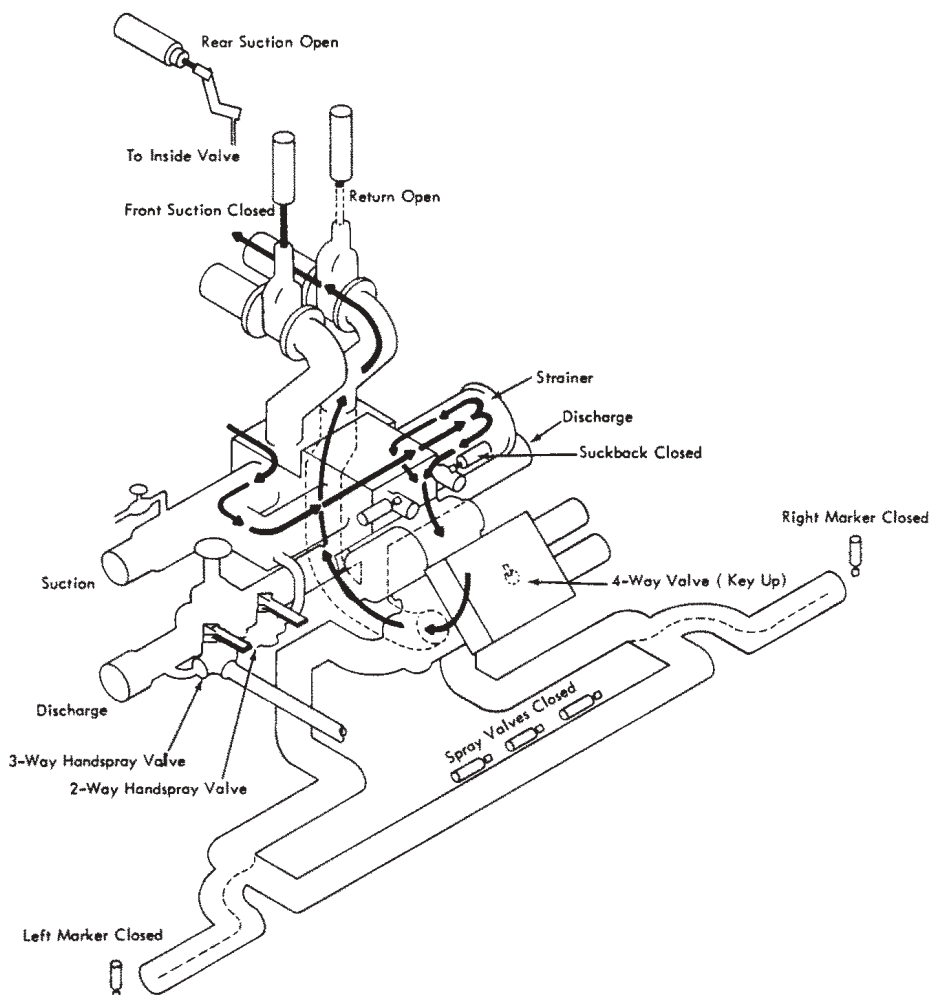 Rear Suction Open
To Inside Valve
Return Open
Front Suction Closed
Strainer
Discharge
Suckback Closed
Right Marker Closed
Suction
4-Way Valve ( Key Up)
Discharge
Spray Valves Closed
3-Way Handspray Valve
2-Way Handspray Valve
Left Marker Closed